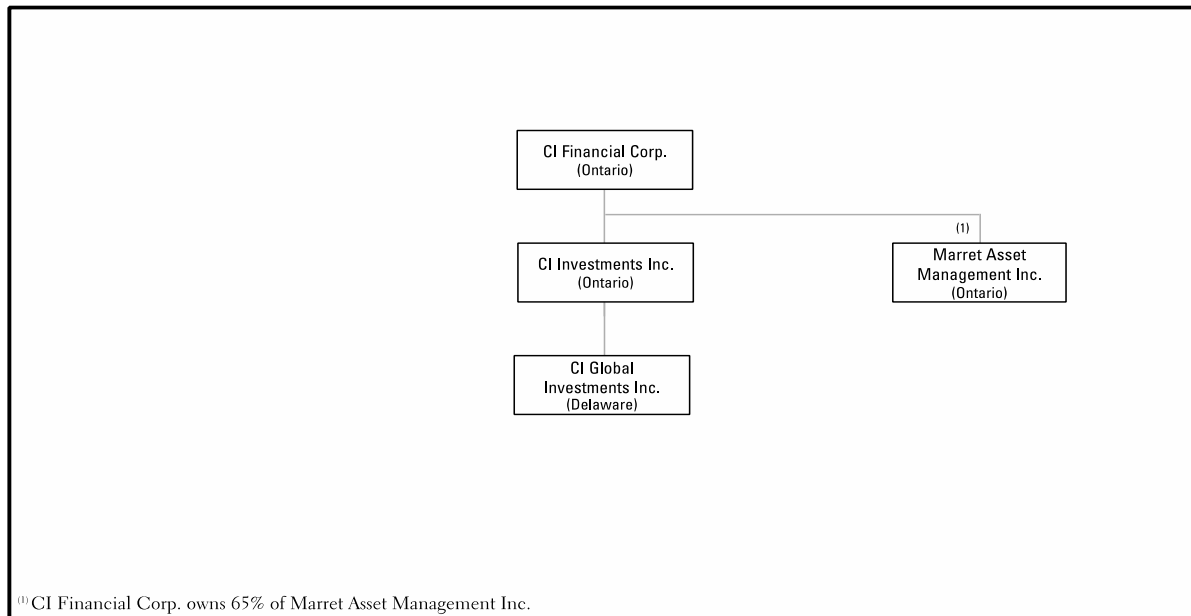 CI Financial Corp.
(Ontario)
(1)
CI Investments Inc.
(Ontario)
Marret Asset
Management Inc.
(Ontario)
CI Global
Investments Inc.
(Delaware)
(1) CI Financial Corp. owns 65% of Marret Asset Management Inc.